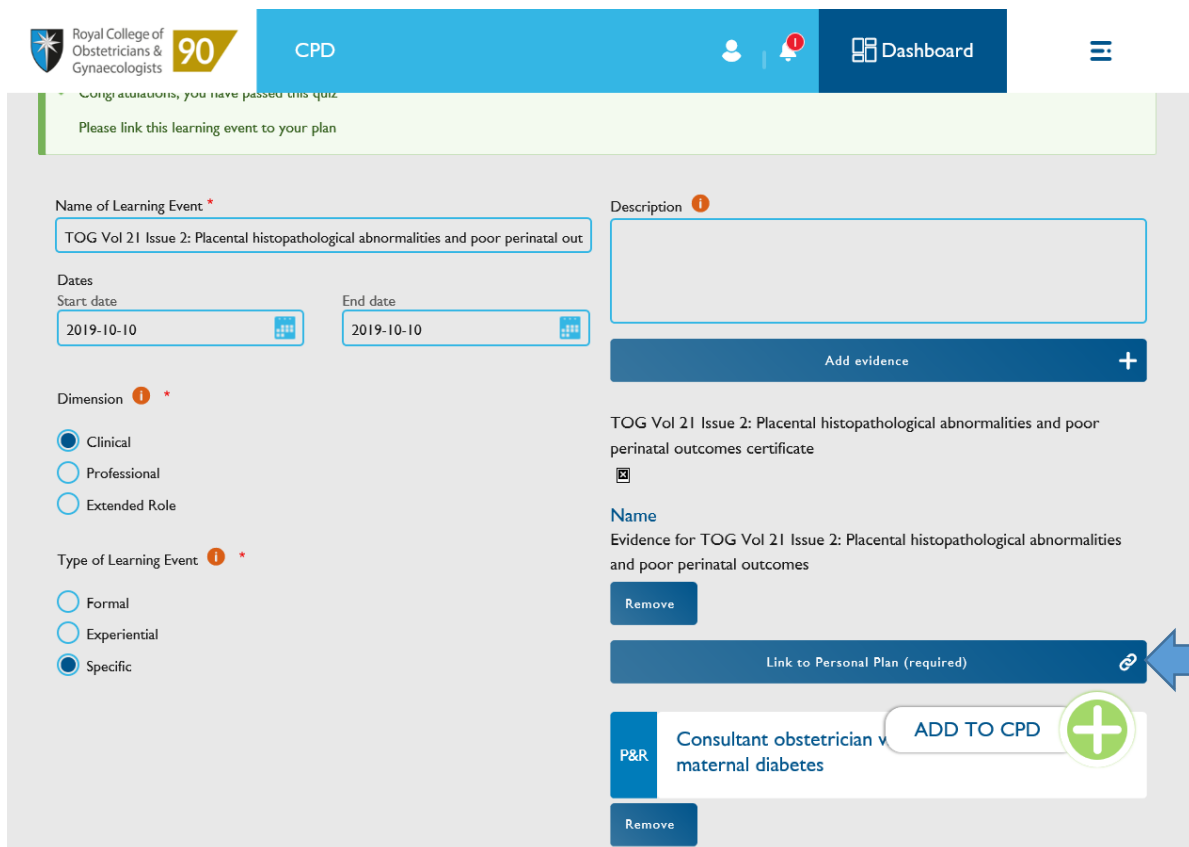 Royal College of
Obstetricians &
Gynaecologists
90
CPD
1
Dashboard
Congratulations, you have passed this quiz
Please link this learning event to your plan
Name of Learning Event *
TOG Vol 21 Issue 2: Placental histopathological abnormalities and poor perinatal out
Dates
Start date
End date
2019-10-10
2019-10-10
Dimension i *
Clinical
Professional
Extended Role
Type of Learning Event i *
Formal
Experiential
Specific
Description i
Add evidence
TOG Vol 21 Issue 2: Placental histopathological abnormalities and poor
perinatal outcomes certificate
Name
Evidence for TOG Vol 21 Issue 2: Placental histopathological abnormalities
and poor perinatal outcomes
Remove
Link to Personal Plan (required)
P&R
Consultant obstetrician
maternal diabetes
ADD TO CPD
Remove